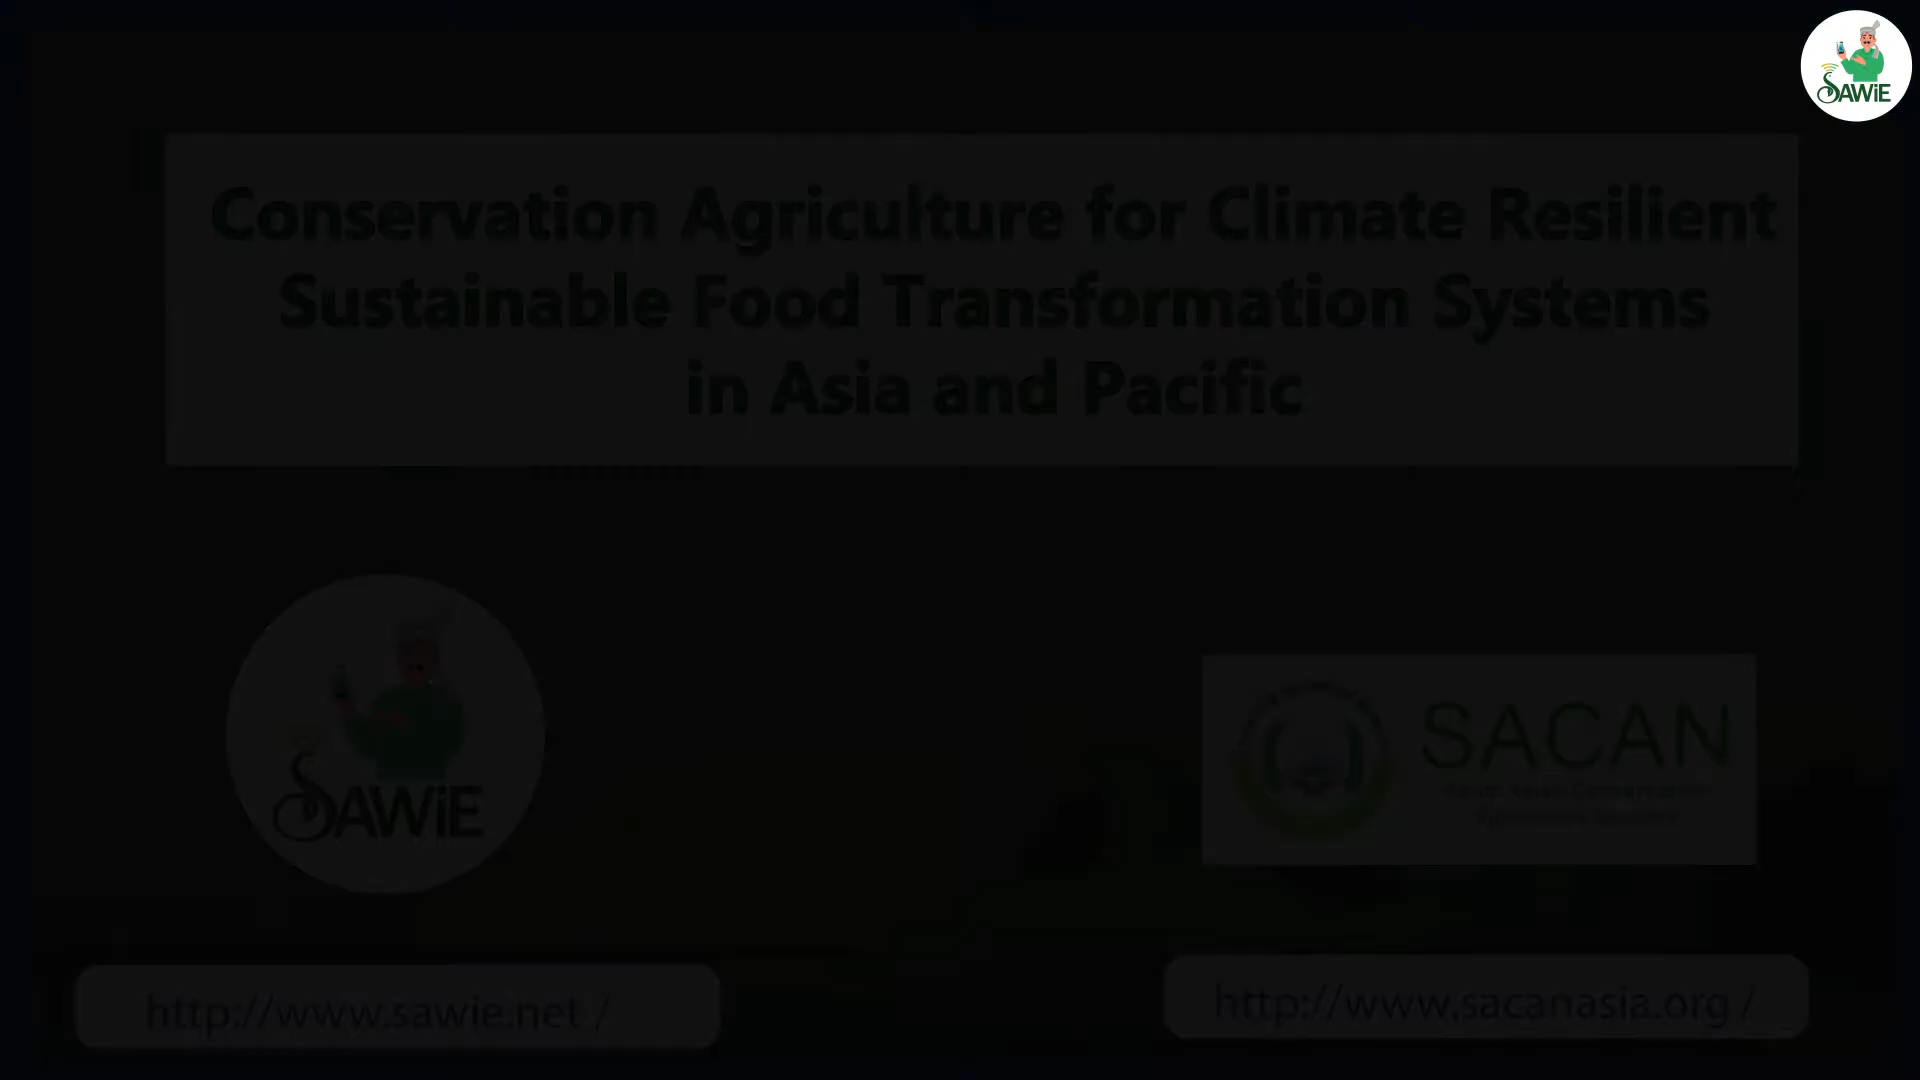 SAWiE
Conservation Agriculture for Climate Resilient
Sustainable Food Transformation Systems
in Asia and Pacific
SAWiE
SACAN
http://www.sawie.net /
http://www.sacanasia.org /